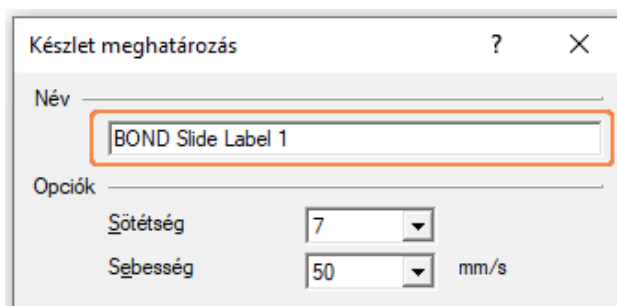 Készlet meghatározás ?
Név
BOND Slide Label 1
Opciók
Sötétség 7
Sebesség 50 mm/s